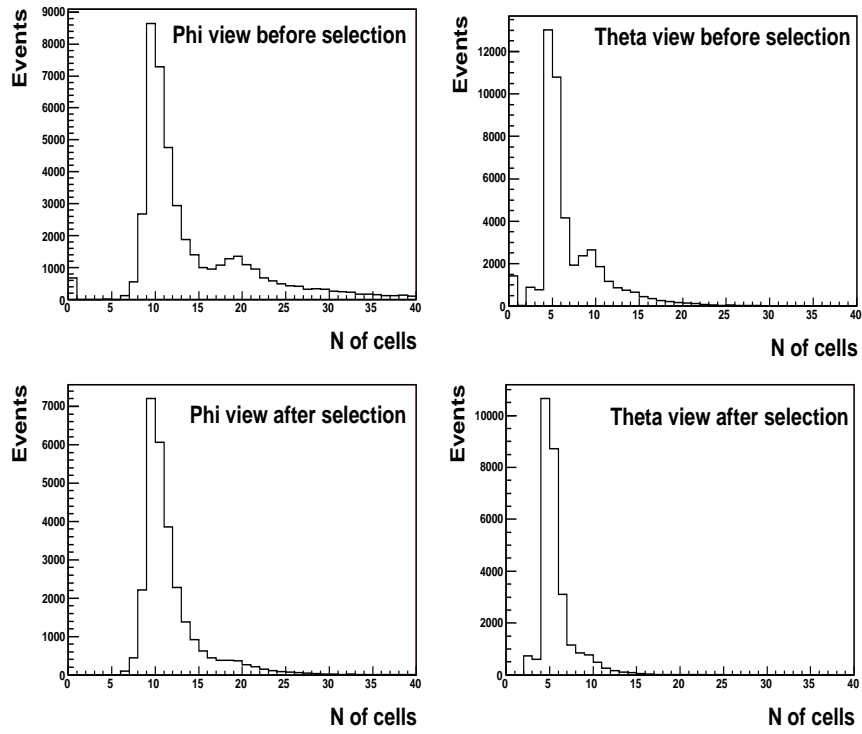 Phi view before selection
Events
9000
8000
7000
6000
5000
4000
3000
2000
1000
0
0 5 10 15 20 25 30 35 40
N of cells
Theta view before selection
Events
12000
10000
8000
6000
4000
2000
0
0 5 10 15 20 25 30 35 40
N of cells
Phi view after selection
Events
7000
6000
5000
4000
3000
2000
1000
0
0 5 10 15 20 25 30 35 40
N of cells
Theta view after selection
Events
10000
8000
6000
4000
2000
0
0 5 10 15 20 25 30 35 40
N of cells